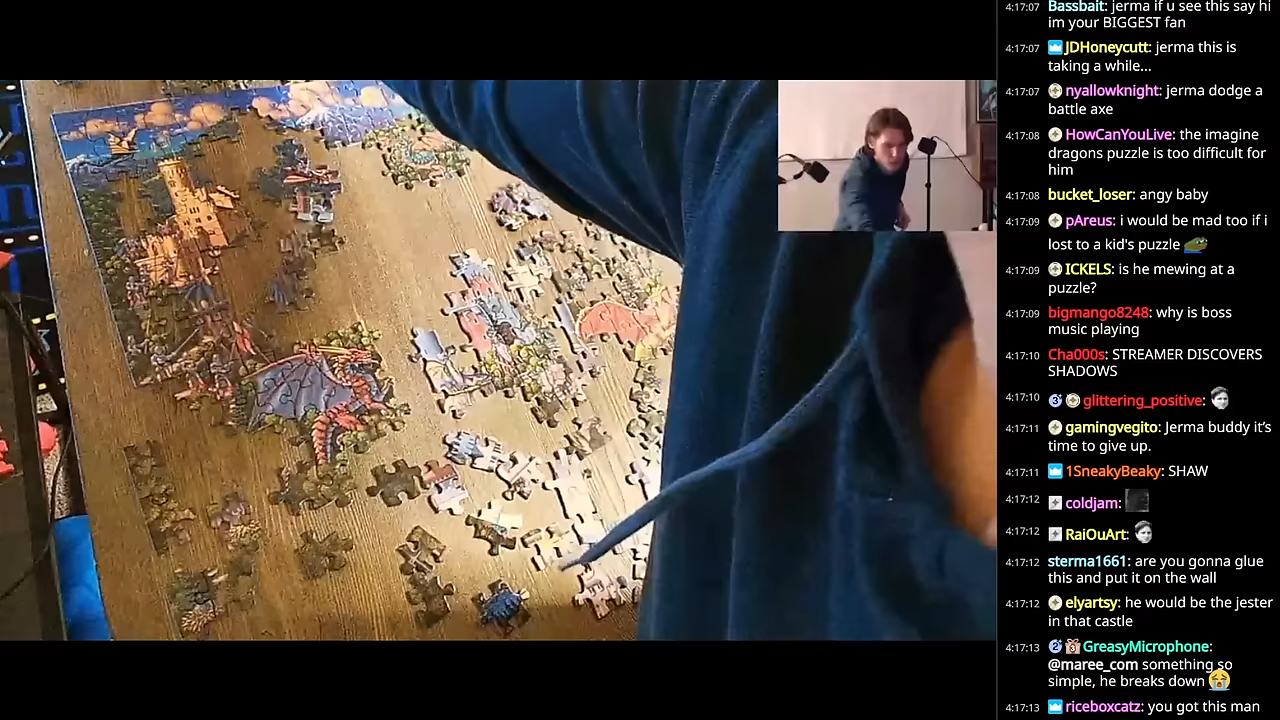 4:17:07 Bassbait: jerma if u see this say hi
im your BIGGEST fan
4:17:07 JDHoneycutt: jerma this is
taking a while...
4:17:07 nyallowknight: jerma dodge a
battle axe
4:17:08 HowCanYouLive: the imagine
dragons puzzle is too difficult for
him
4:17:08 bucket_loser: angy baby
4:17:09 pAreus: i would be mad too if i
lost to a kid's puzzle
4:17:09 ICKELS: is he mewing at a
puzzle?
4:17:09 bigmango8248: why is boss
music playing
4:17:10 Cha000s: STREAMER DISCOVERS
SHADOWS
4:17:10 3 glittering_positive:
4:17:11 gamingvegito: Jerma buddy it's
time to give up.
4:17:11 1SneakyBeaky: SHAW
4:17:12 coldjam:
4:17:12 RaiOuArt:
4:17:12 sterma1661: are you gonna glue
this and put it on the wall
4:17:12 elyartsy: he would be the jester
in that castle
4:17:13 2 3 GreasyMicrophone:
@maree_com something so
simple, he breaks down
4:17:13 riceboxcatz: you got this man